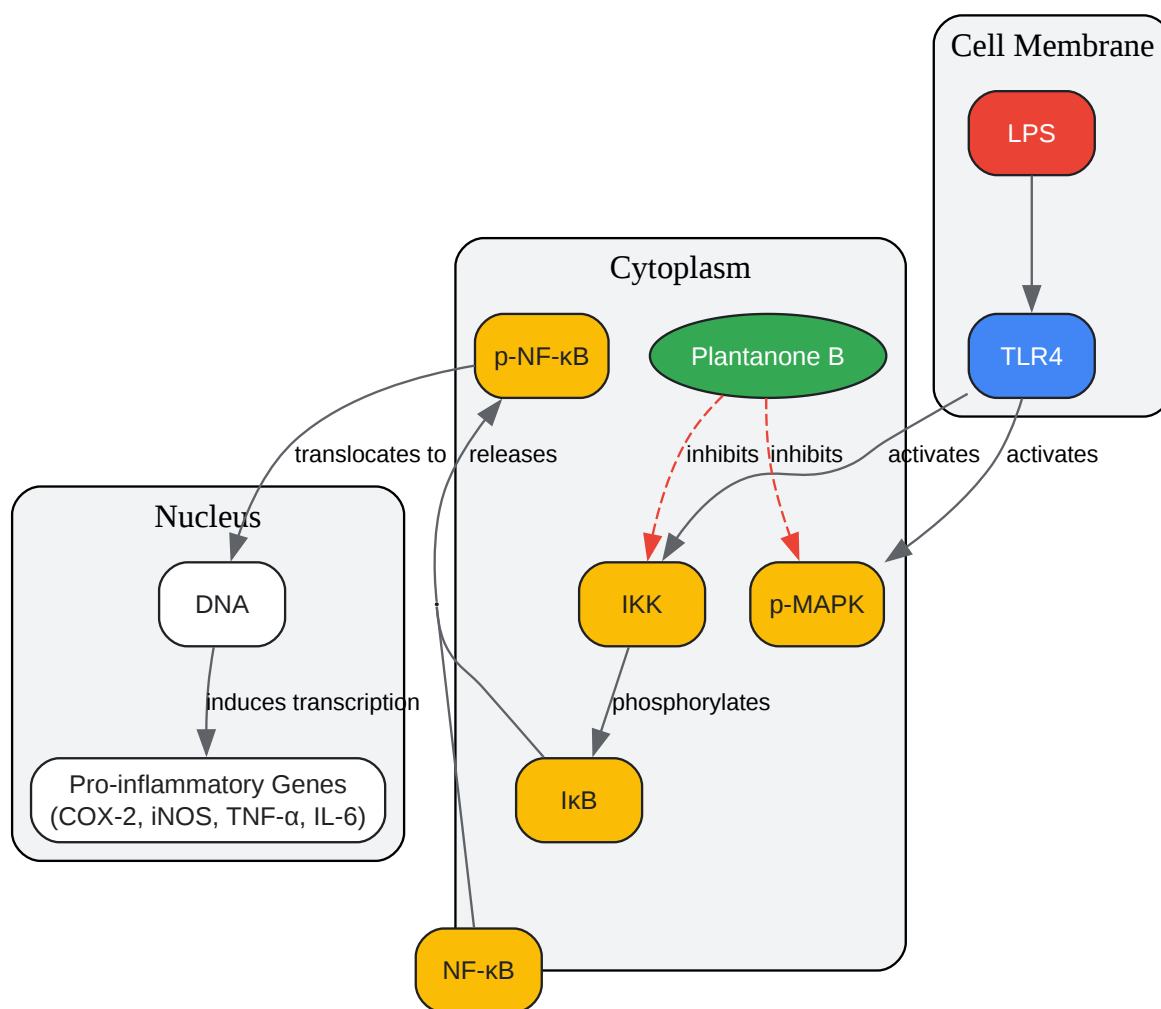 Cell Membrane
LPS
Cytoplasm
p-NF-κB
Plantanone B
TLR4
translocates to
releases
inhibits
inhibits
activates
activates
Nucleus
DNA
IKK
p-MAPK
induces transcription
phosphorylates
Pro-inflammatory Genes
(COX-2, iNOS, TNF-α, IL-6)
IκB
NF-κB